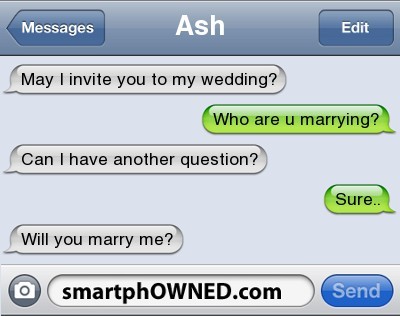 Messages
Ash
Edit
May I invite you to my wedding?
Who are u marrying?
Can I have another question?
Sure..
Will you marry me?
smartphOWNED.com
Send